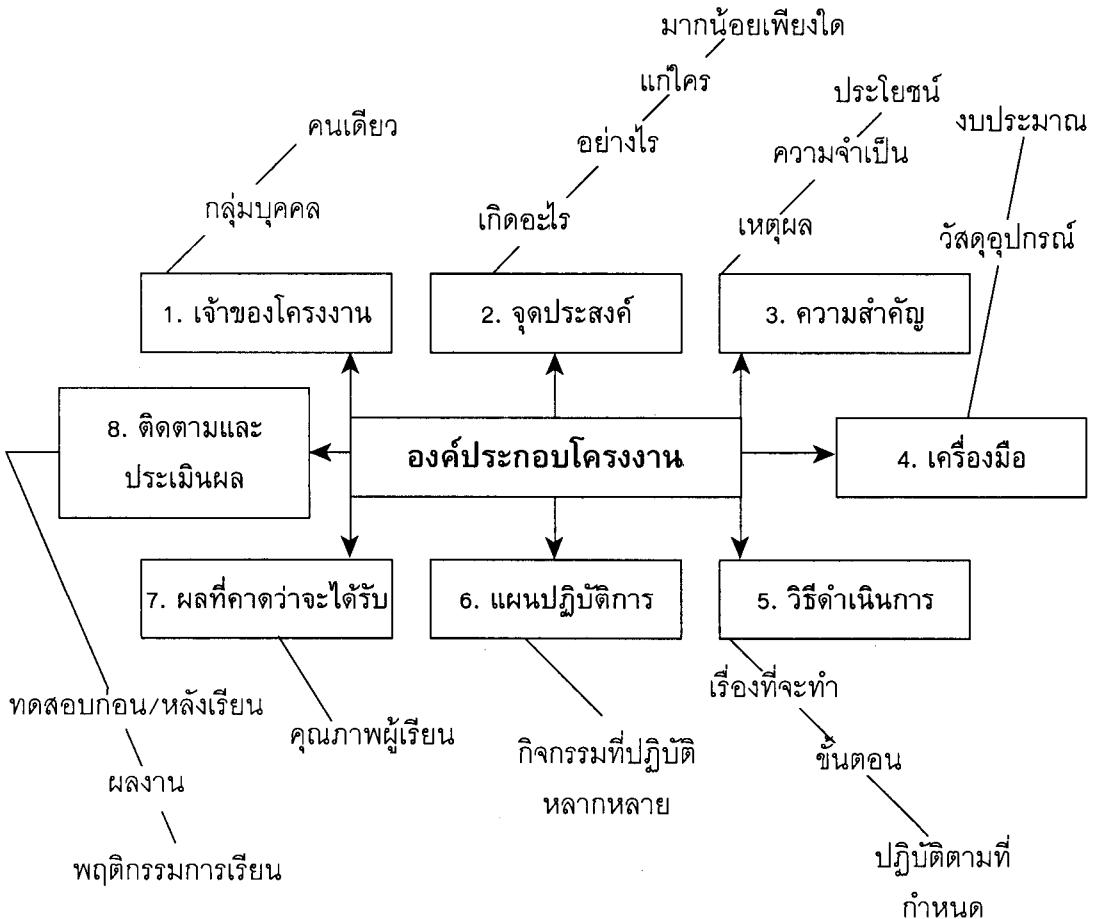 มากน้อยเพียงใด
แก่ใคร
ประโยชน์
งบประมาณ
คนเดียว
อย่างไร
ความจำเป็น
กลุ่มบุคคล
เกิดอะไร
เหตุผล
วัสดุอุปกรณ์
1. เจ้าของโครงงาน
2. จุดประสงค์
3. ความสำคัญ
8. ติดตามและ
ประเมินผล
องค์ประกอบโครงงาน
4. เครื่องมือ
7. ผลที่คาดว่าจะได้รับ
6. แผนปฏิบัติการ
5. วิธีดำเนินการ
ทดสอบก่อน/หลังเรียน
ผลงาน
พฤติกรรมการเรียน
คุณภาพผู้เรียน
กิจกรรมที่ปฏิบัติ
หลากหลาย
เรื่องที่จะทำ
ขั้นตอน
ปฏิบัติตามที่
กำหนด